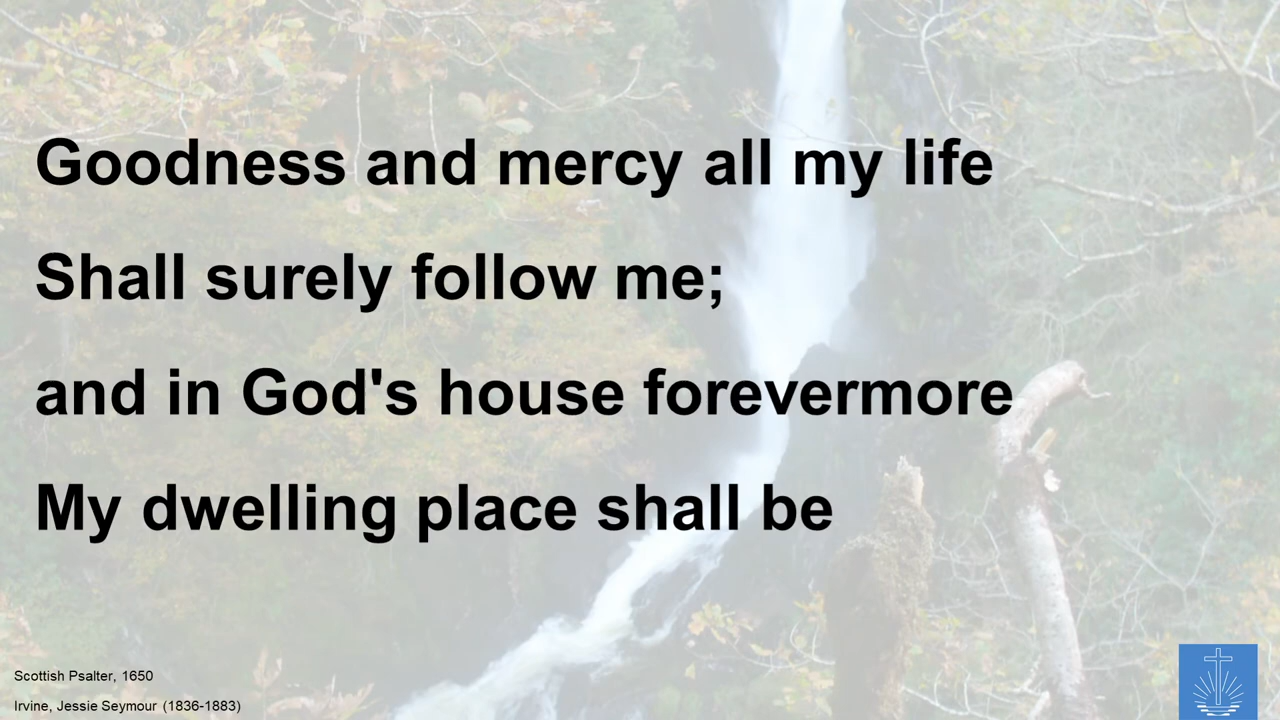 Goodness and mercy all my life
Shall surely follow me;
and in God's house forevermore
My dwelling place shall be
Scottish Psalter, 1650
Irvine, Jessie Seymour (1836-1883)